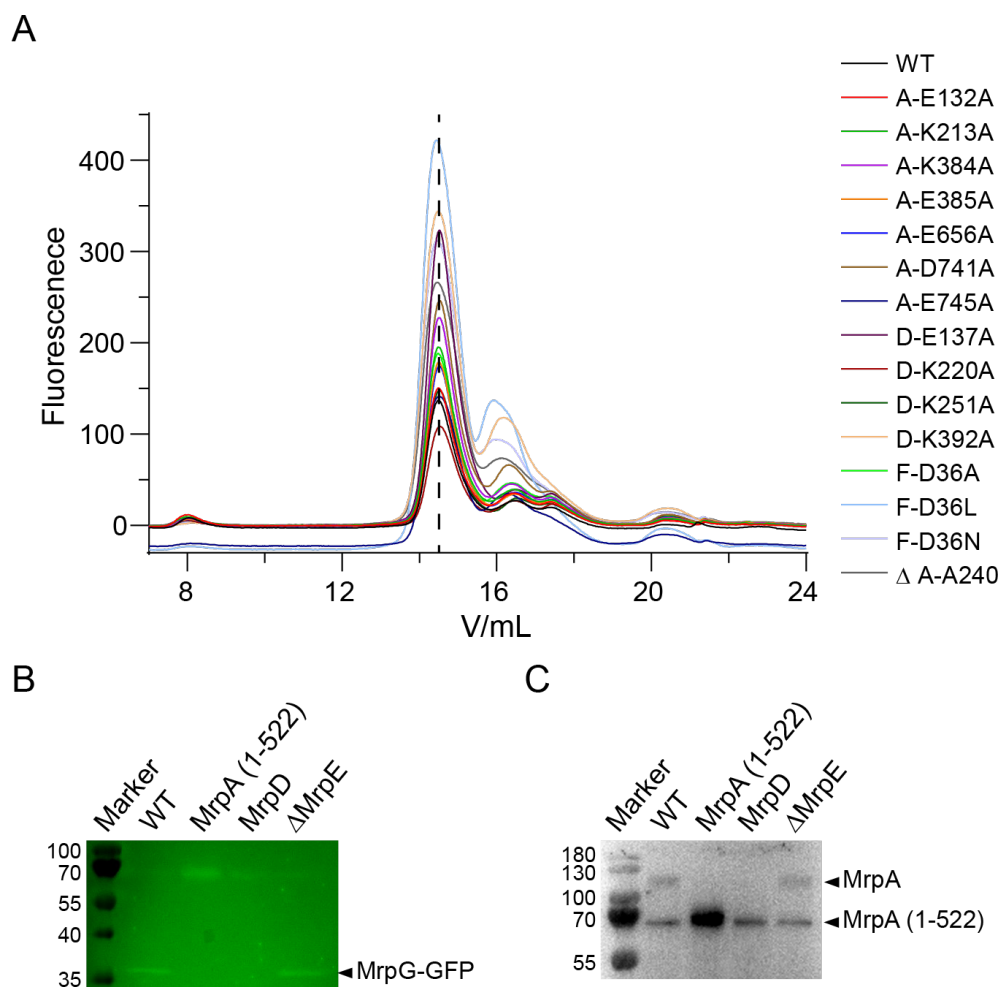 A
Fluorescenece
400
300
200
100
0
8
12
16
20
24
V/mL
WT
A-E132A
A-K213A
A-K384A
A-E385A
A-E656A
A-D741A
A-E745A
D-E137A
D-K220A
D-K251A
D-K392A
F-D36A
F-D36L
F-D36N
Δ A-A240
B
Marker
WT
MrpA (1-522)
MrpD
ΔMrpE
100
70
55
40
35
MrpG-GFP
C
Marker
WT
MrpA (1-522)
MrpD
ΔMrpE
180
130
100
70
55
MrpA
MrpA (1-522)